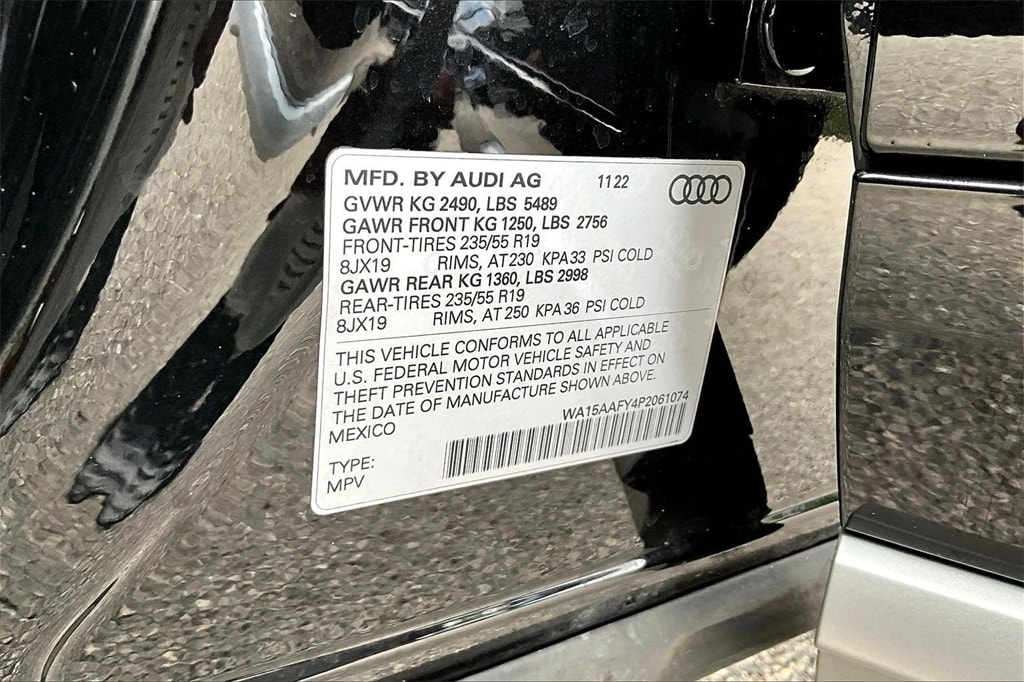 MFD. BY AUDI AG 11 22
GVWR KG 2490, LBS 5489
GAWR FRONT KG 1250, LBS 2756
FRONT-TIRES 235/55 R19
8JX19 RIMS, AT 230 KPA 33 PSI COLD
GAWR REAR KG 1360, LBS 2998
REAR-TIRES 235/55 R19
8JX19 RIMS, AT 250 KPA 36 PSI COLD
THIS VEHICLE CONFORMS TO ALL APPLICABLE
U.S. FEDERAL MOTOR VEHICLE SAFETY AND
THEFT PREVENTION STANDARDS IN EFFECT ON
THE DATE OF MANUFACTURE SHOWN ABOVE.
MEXICO WA15AAFY4P2061074
TYPE:
MPV